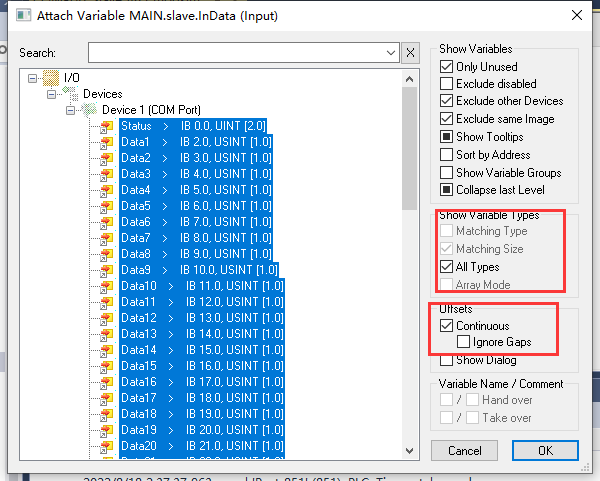 Attach Variable MAIN.slave.InData (Input)
Search:
X
I/O
Devices
Device 1 (COM Port)
Status > IB 0.0, UINT [2.0]
Data1 > IB 2.0, USINT [1.0]
Data2 > IB 3.0, USINT [1.0]
Data3 > IB 4.0, USINT [1.0]
Data4 > IB 5.0, USINT [1.0]
Data5 > IB 6.0, USINT [1.0]
Data6 > IB 7.0, USINT [1.0]
Data7 > IB 8.0, USINT [1.0]
Data8 > IB 9.0, USINT [1.0]
Data9 > IB 10.0, USINT [1.0]
Data10 > IB 11.0, USINT [1.0]
Data11 > IB 12.0, USINT [1.0]
Data12 > IB 13.0, USINT [1.0]
Data13 > IB 14.0, USINT [1.0]
Data14 > IB 15.0, USINT [1.0]
Data15 > IB 16.0, USINT [1.0]
Data16 > IB 17.0, USINT [1.0]
Data17 > IB 18.0, USINT [1.0]
Data18 > IB 19.0, USINT [1.0]
Data19 > IB 20.0, USINT [1.0]
Data20 > IB 21.0, USINT [1.0]
Show Variables
Only Unused
Exclude disabled
Exclude other Devices
Exclude same Image
Show Tooltips
Sort by Address
Show Variable Groups
Collapse last Level
Show Variable Types
Matching Type
Matching Size
All Types
Array Mode
Offsets
Continuous
Ignore Gaps
Show Dialog
Variable Name / Comment
/ Hand over
/ Take over
Cancel
OK